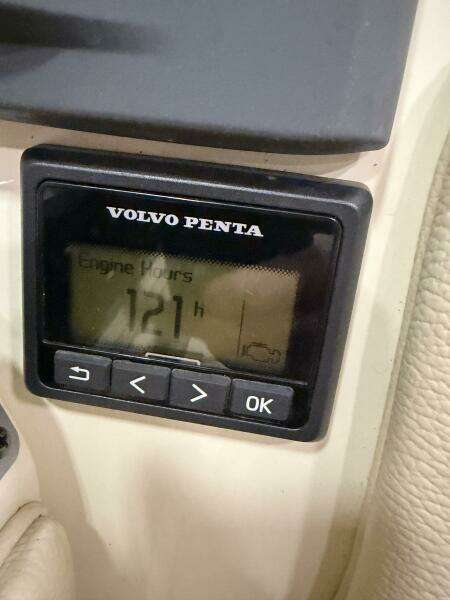 VOLVO PENTA
Engine Hours
121 h
OK